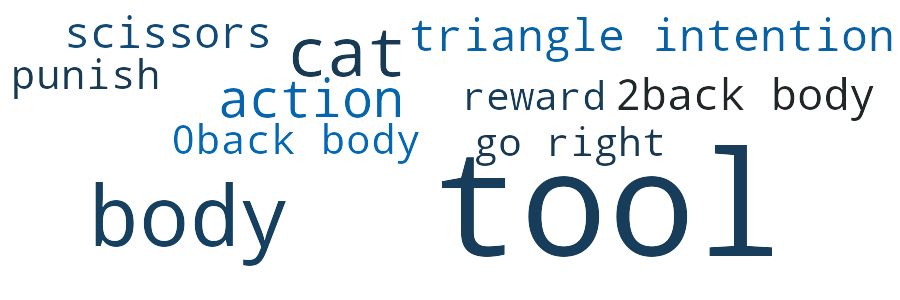 scissors
cat
triangle intention
punish
action
reward
2back body
0back body
go right
body
tool